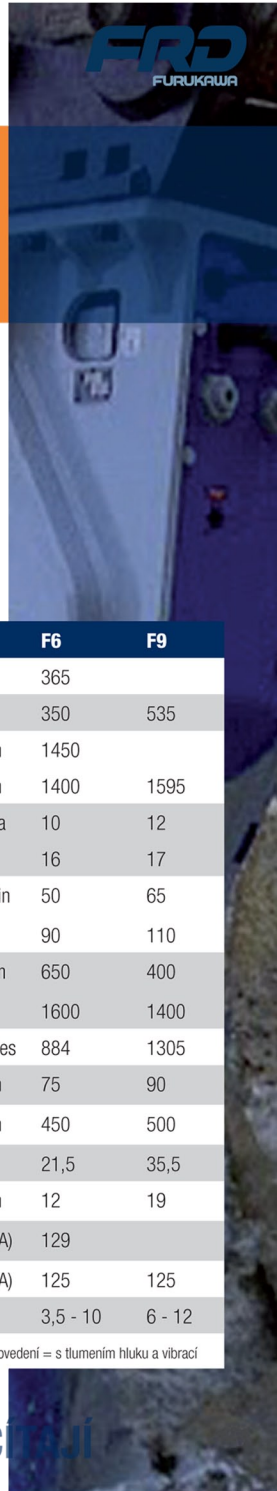 FRD
FURUKAWA
F6 F9
365
350 535
1450
1400 1595
10 12
16 17
in 50 65
90 110
650 400
1600 1400
es 884 1305
75 90
450 500
21,5 35,5
12 19
A) 129
A) 125 125
3,5 - 10 6 - 12
ovedení = s tlumením hluku a vibrací
ČÍTAJÍ